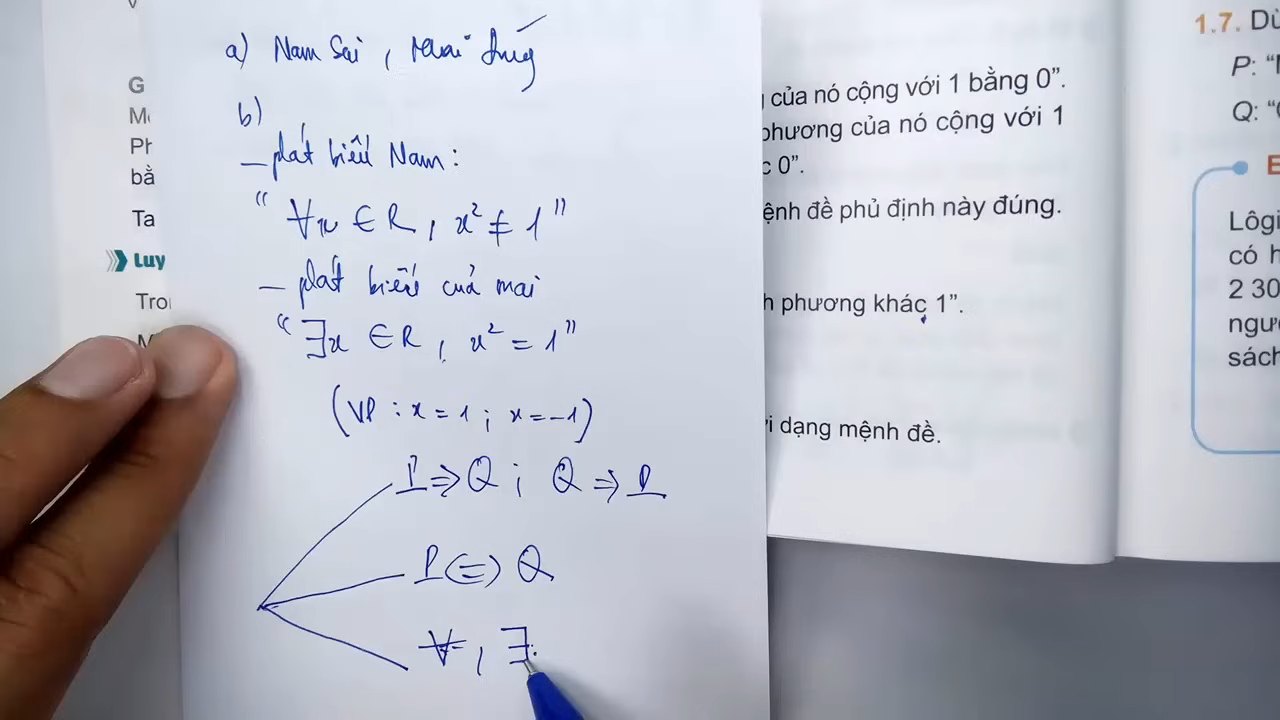 a) Nam sai, Mai đúng
b)
– phát biểu Nam:
“∀x ∈ R, x² ≠ 1”
– phát biểu của mai
“∃x ∈ R, x² = 1”
(VD : x = 1 ; x = –1)
P ⇒ Q ; Q ⇒ P
P ⇔ Q
∀, ∃.
G
bằ
Ta
Luy
của nó cộng với 1 bằng 0”.
phương của nó cộng với 1
c 0”.
ệnh đề phủ định này đúng.
h phương khác 1”.
i dạng mệnh đề.
1.7. Dù
P: “
Q: “
E
Lôgi
có h
2 30
ngư
sách